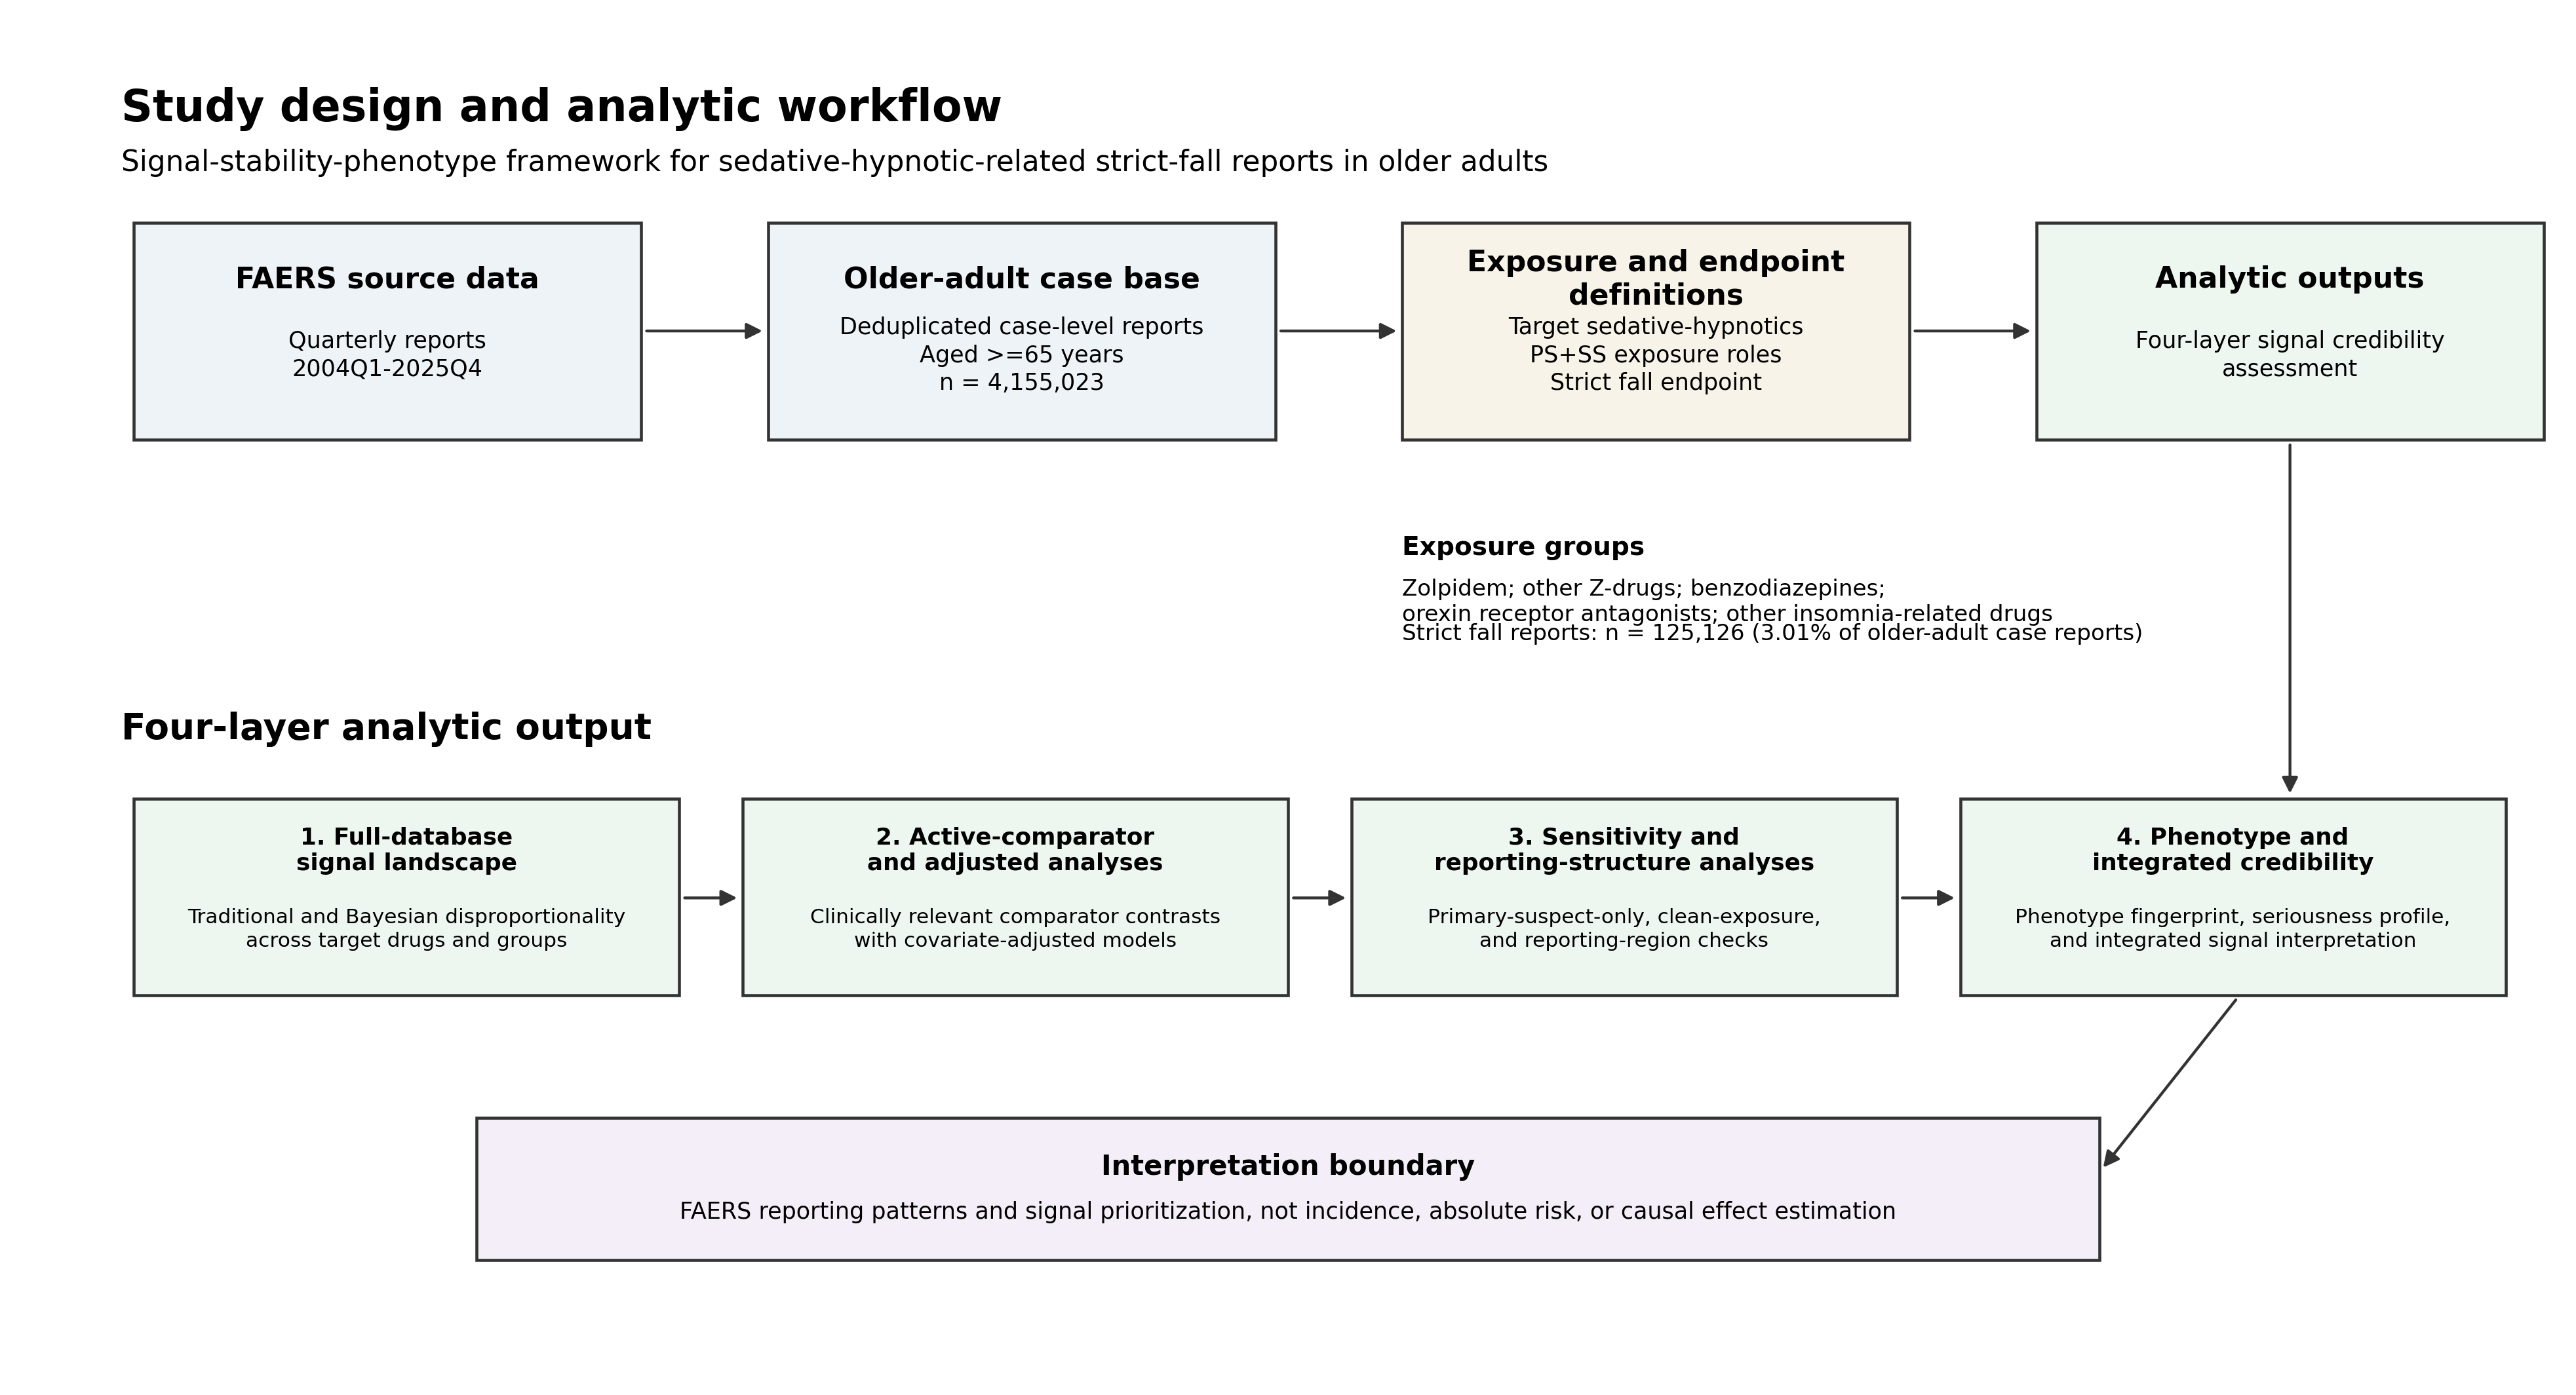 Study design and analytic workflow
Signal-stability-phenotype framework for sedative-hypnotic-related strict-fall reports in older adults
FAERS source data
Quarterly reports
2004Q1-2025Q4
Older-adult case base
Deduplicated case-level reports
Aged >=65 years
n = 4,155,023
Exposure and endpoint
definitions
Target sedative-hypnotics
PS+SS exposure roles
Strict fall endpoint
Analytic outputs
Four-layer signal credibility
assessment
Exposure groups
Zolpidem; other Z-drugs; benzodiazepines;
orexin receptor antagonists; other insomnia-related drugs
Strict fall reports: n = 125,126 (3.01% of older-adult case reports)
Four-layer analytic output
1. Full-database
signal landscape
Traditional and Bayesian disproportionality
across target drugs and groups
2. Active-comparator
and adjusted analyses
Clinically relevant comparator contrasts
with covariate-adjusted models
3. Sensitivity and
reporting-structure analyses
Primary-suspect-only, clean-exposure,
and reporting-region checks
4. Phenotype and
integrated credibility
Phenotype fingerprint, seriousness profile,
and integrated signal interpretation
Interpretation boundary
FAERS reporting patterns and signal prioritization, not incidence, absolute risk, or causal effect estimation